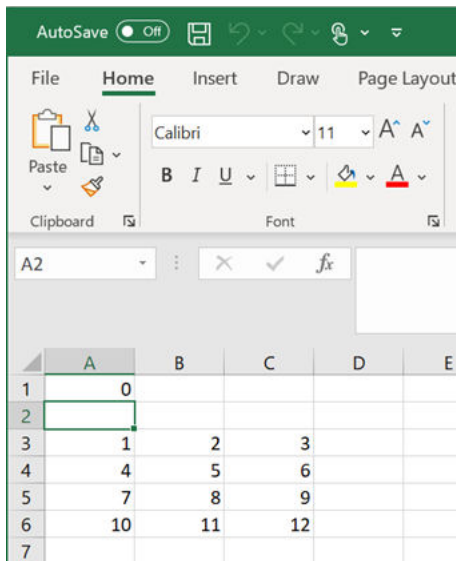 AutoSave Off
File Home Insert Draw Page Layout
Calibri 11 A A
Paste B I U A
Clipboard Font
A2 fx
A B C D E
1 0
2
3 1 2 3
4 4 5 6
5 7 8 9
6 10 11 12
7